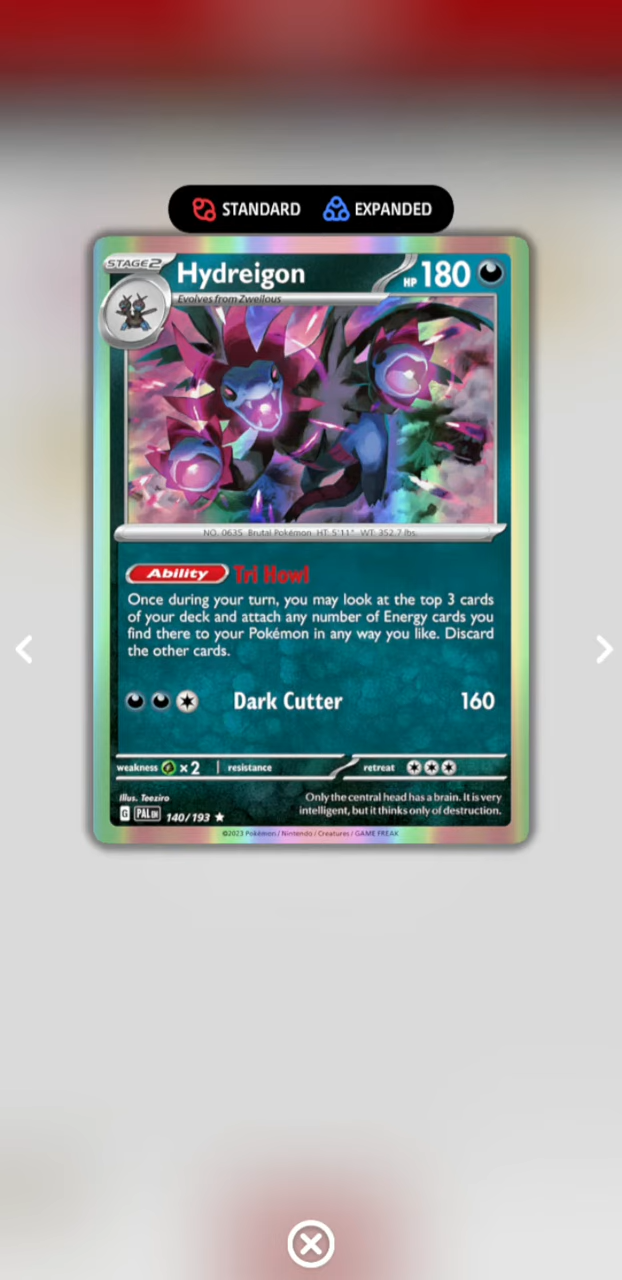 STANDARD EXPANDED
STAGE2 Hydreigon HP 180
Evolves from Zweilous
NO. 0635 Brutal Pokémon HT: 5'11" WT: 352.7 lbs.
Ability Tri Howl
Once during your turn, you may look at the top 3 cards
of your deck and attach any number of Energy cards you
find there to your Pokémon in any way you like. Discard
the other cards.
Dark Cutter 160
weakness ×2 resistance retreat
Illus. Teeziro
Only the central head has a brain. It is very
intelligent, but it thinks only of destruction.
G PAL EN 140/193
©2023 Pokémon / Nintendo / Creatures / GAME FREAK